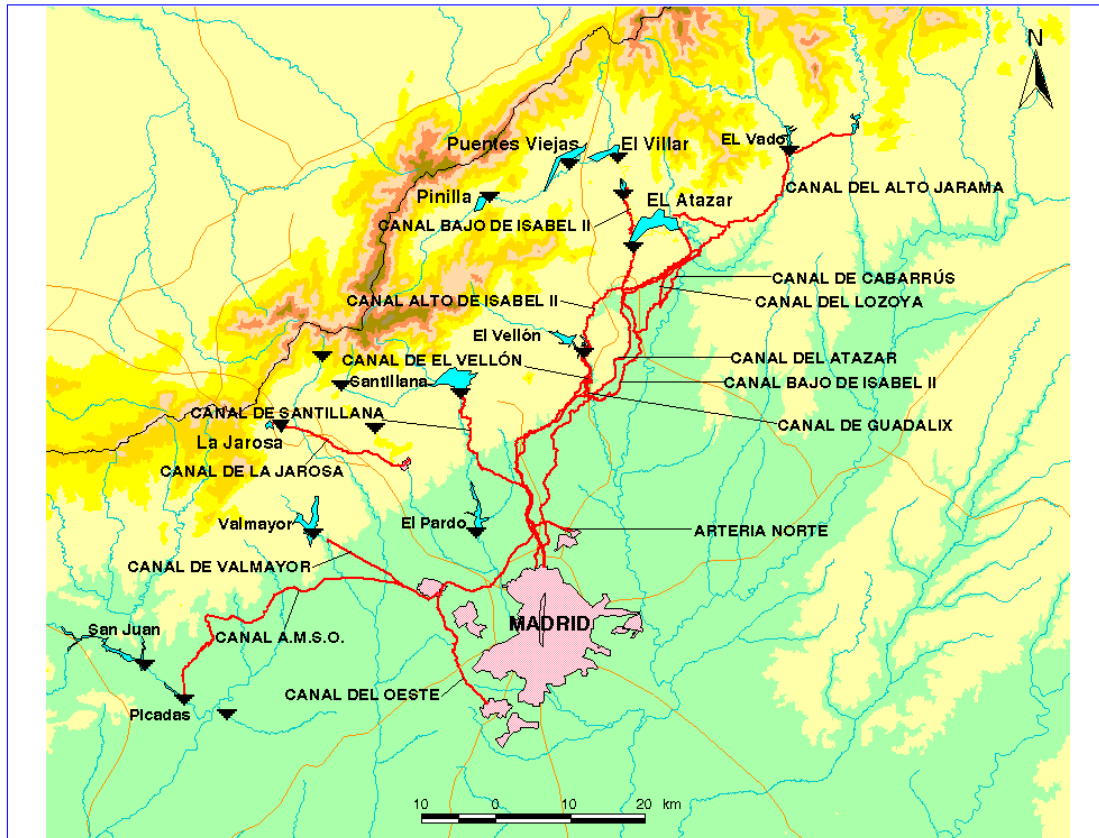 N
EL Vado
Puentes Viejas
El Villar
CANAL DEL ALTO JARAMA
Pinilla
EL Atazar
CANAL BAJO DE ISABEL II
CANAL DE CABARRÚS
CANAL ALTO DE ISABEL II
CANAL DEL LOZOYA
El Vellón
CANAL DE EL VELLÓN
CANAL DEL ATAZAR
Santillana
CANAL BAJO DE ISABEL II
CANAL DE SANTILLANA
CANAL DE GUADALIX
La Jarosa
CANAL DE LA JAROSA
Valmayor
El Pardo
ARTERIA NORTE
CANAL DE VALMAYOR
MADRID
San Juan
CANAL A.M.S.O.
CANAL DEL OESTE
Picadas
10 0 10 20 km